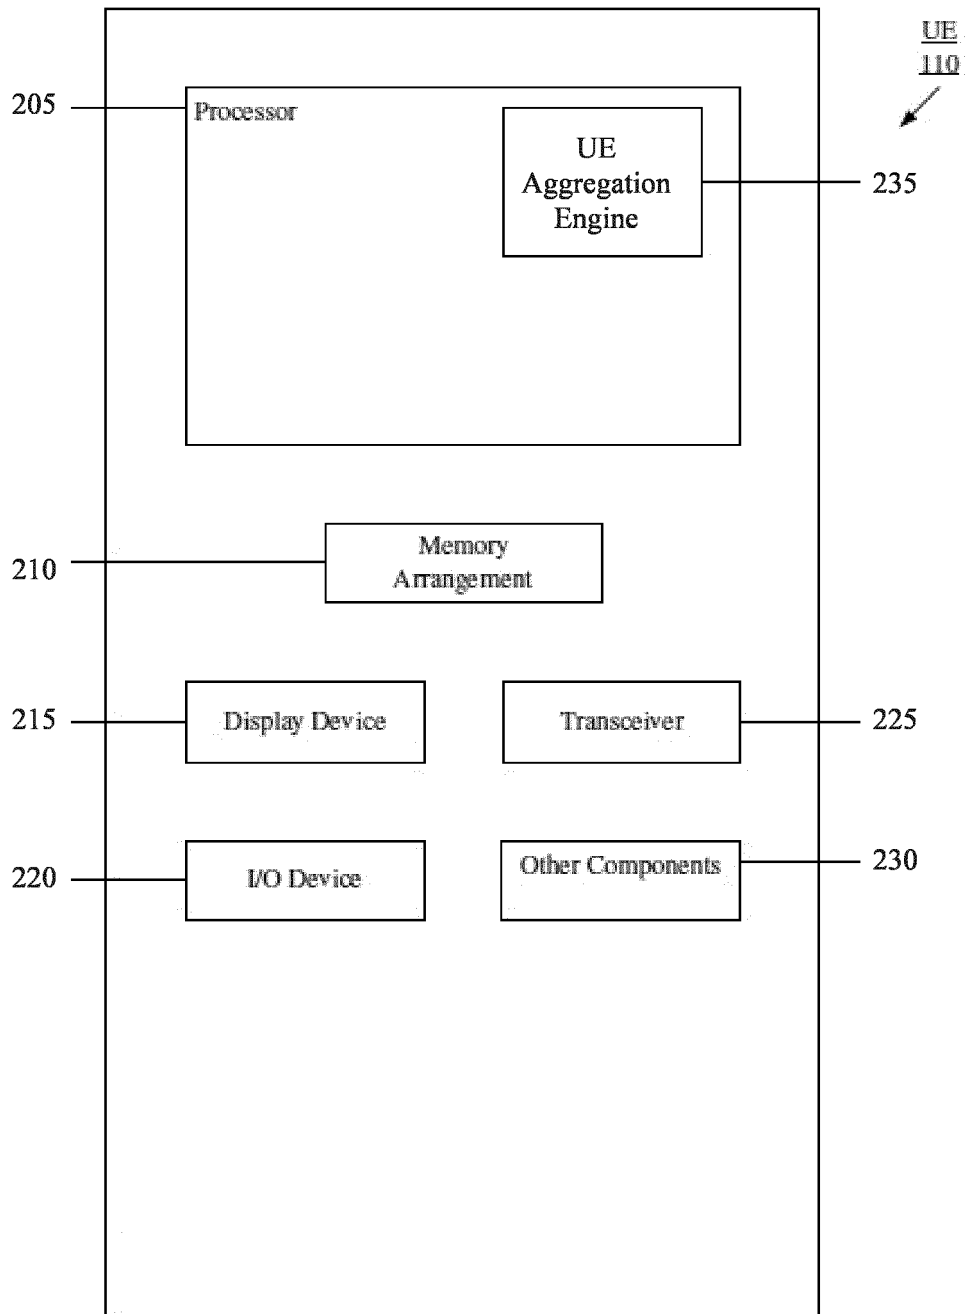 UE
110
205
Processor
UE
Aggregation
Engine
235
210
Memory
Arrangement
215
Display Device
Transceiver
225
220
I/O Device
Other Components
230